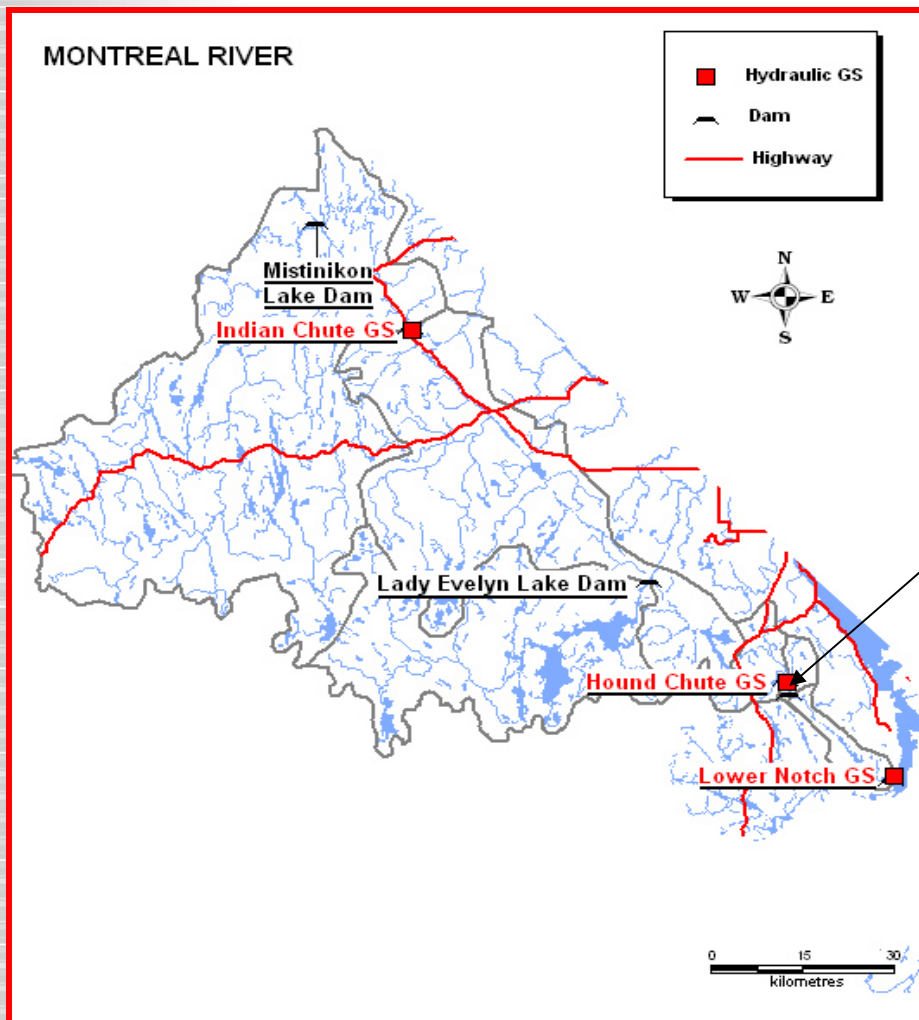 MONTREAL RIVER
Hydraulic GS
Dam
Highway
N
W E
S
Mistinikon
Lake Dam
Indian Chute GS
Lady Evelyn Lake Dam
Hound Chute GS
Lower Notch GS
0 15 30
kilometres